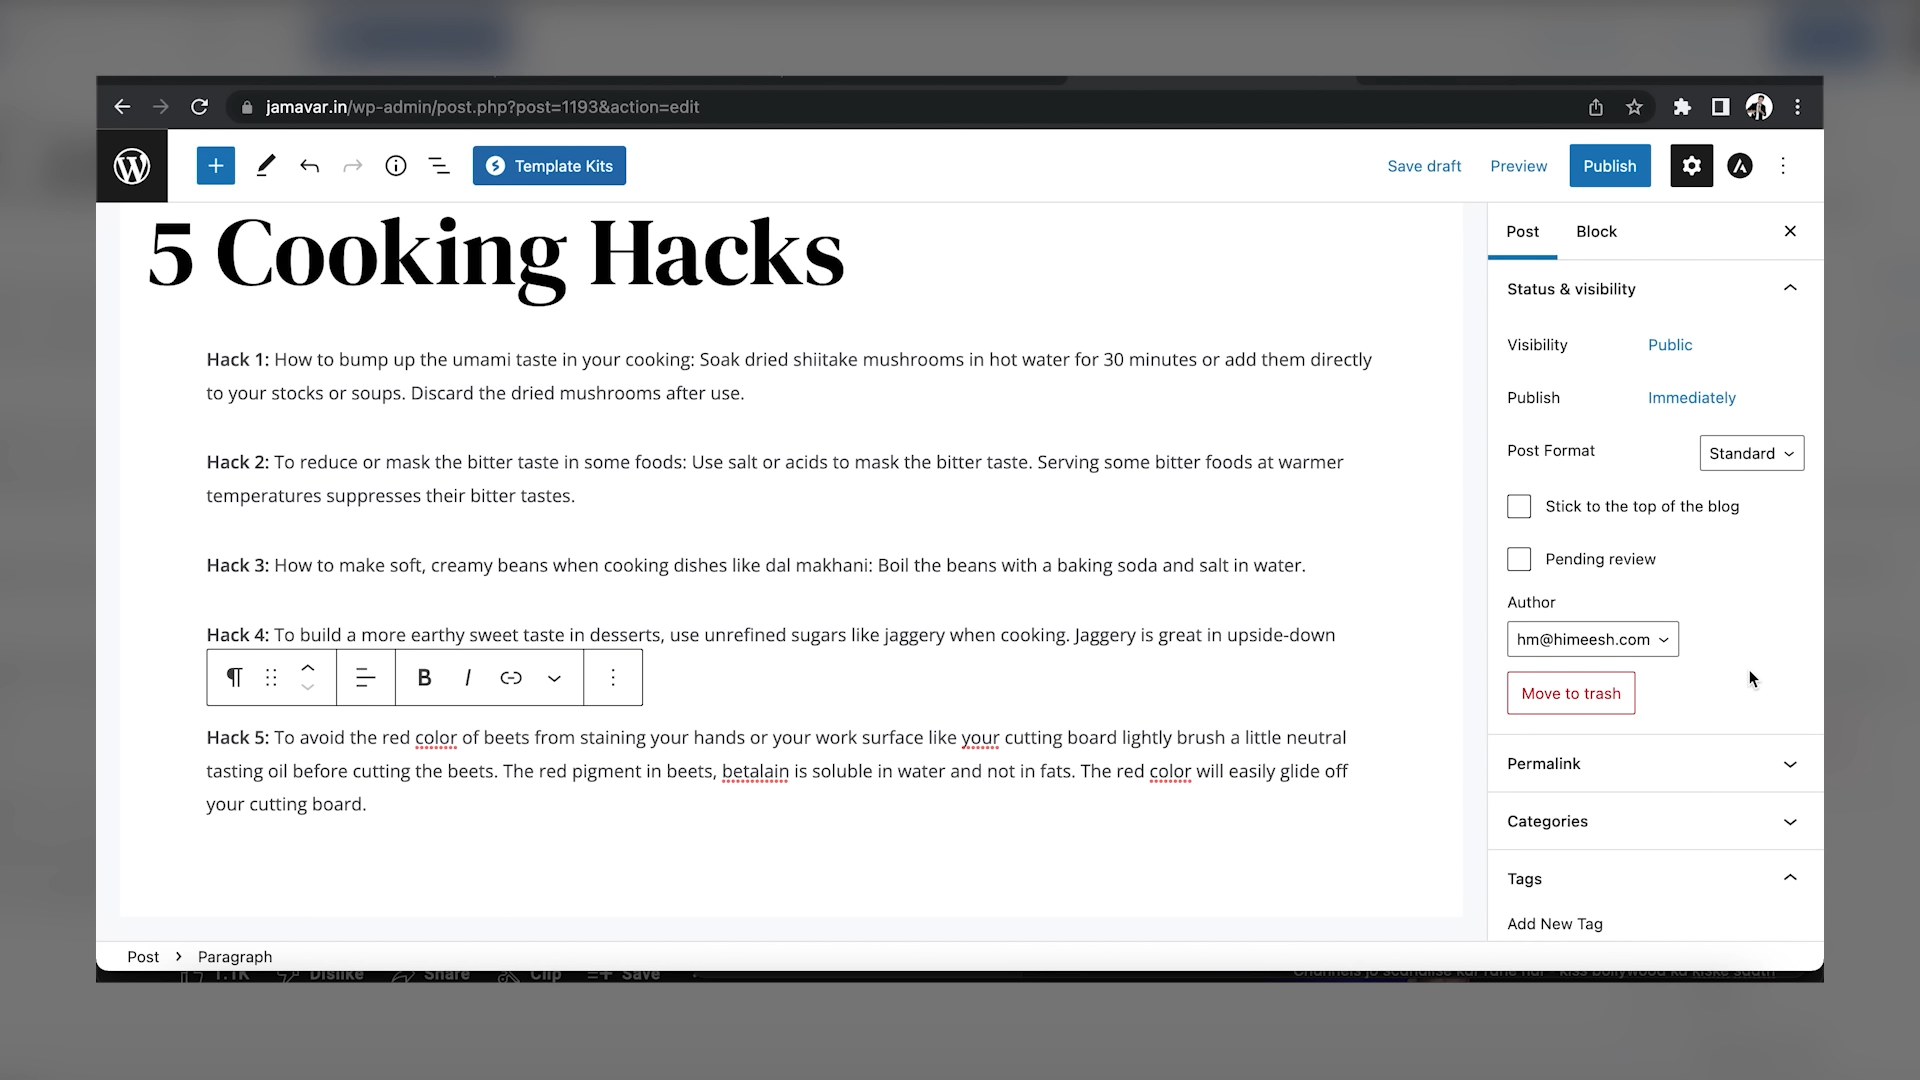 jamavar.in/wp-admin/post.php?post=1193&action=edit
Template Kits
Save draft
Preview
Publish
5 Cooking Hacks
Hack 1: How to bump up the umami taste in your cooking: Soak dried shiitake mushrooms in hot water for 30 minutes or add them directly
to your stocks or soups. Discard the dried mushrooms after use.
Hack 2: To reduce or mask the bitter taste in some foods: Use salt or acids to mask the bitter taste. Serving some bitter foods at warmer
temperatures suppresses their bitter tastes.
Hack 3: How to make soft, creamy beans when cooking dishes like dal makhani: Boil the beans with a baking soda and salt in water.
Hack 4: To build a more earthy sweet taste in desserts, use unrefined sugars like jaggery when cooking. Jaggery is great in upside-down
B I
Hack 5: To avoid the red color of beets from staining your hands or your work surface like your cutting board lightly brush a little neutral
tasting oil before cutting the beets. The red pigment in beets, betalain is soluble in water and not in fats. The red color will easily glide off
your cutting board.
Post
Block
Status & visibility
Visibility
Public
Publish
Immediately
Post Format
Standard
Stick to the top of the blog
Pending review
Author
hm@himeesh.com
Move to trash
Permalink
Categories
Tags
Add New Tag
Post > Paragraph
1.1K Dislike Share Clip Save